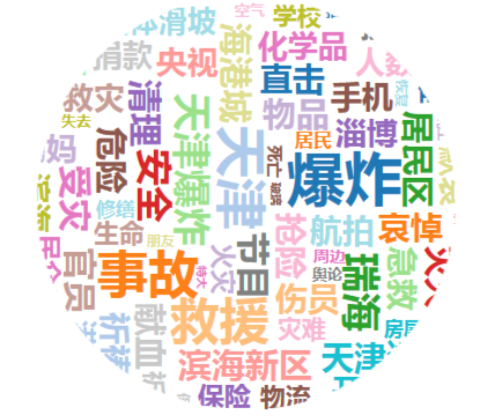 空气
学校
体滑坡
化学品
捐款
央视
海港城
直击
手机
恢复
救灾
失去
清理
天津爆炸
物品
居民
淄博
居民区
危险
安全
天津
死亡
爆炸
受灾
修缮
生命
朋友
抢险
航拍
哀悼
官员
事故
特大
火灾
节目
周边
舆论
瑞海
急救
伤员
祈祷
献血
救援
灾难
滨海新区
天津
保险
物流